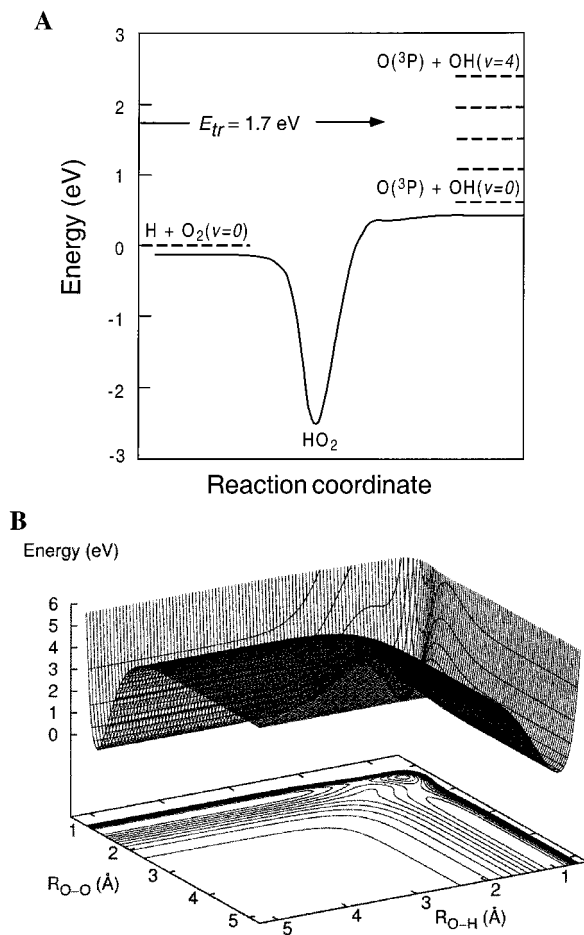 A
3
2
1
0
-1
-2
-3
Energy (eV)
O(³P) + OH(v=4)
E_tr = 1.7 eV
O(³P) + OH(v=0)
H + O₂(v=0)
HO₂
Reaction coordinate
B
Energy (eV)
6
5
4
3
2
1
0
1
2
3
4
5
R_O–O (Å)
5
4
3
2
1
R_O–H (Å)